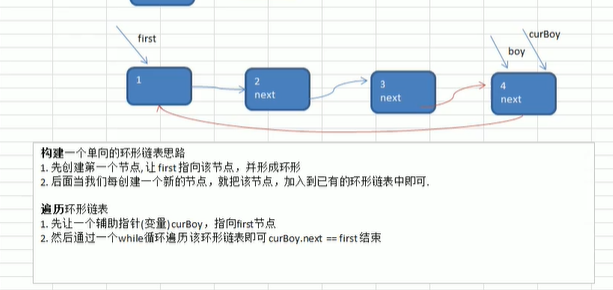 first
curBoy
boy
1
2
next
3
next
4
next
构建一个单向的环形链表思路
1. 先创建第一个节点, 让 first 指向该节点，并形成环形
2. 后面当我们每创建一个新的节点，就把该节点，加入到已有的环形链表中即可.
遍历环形链表
1. 先让一个辅助指针(变量) curBoy，指向first节点
2. 然后通过一个while循环遍历该环形链表即可 curBoy.next == first 结束